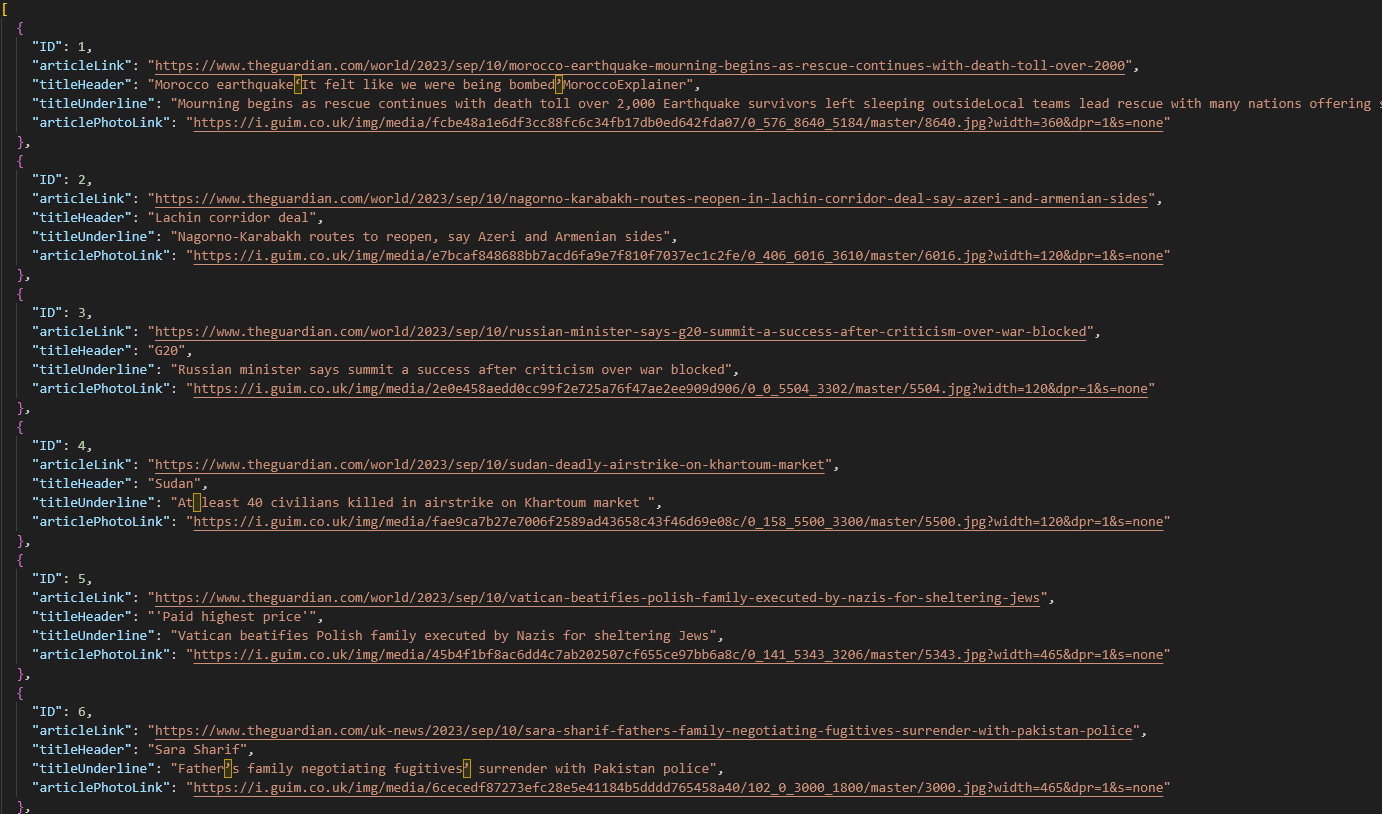 [
{
"ID": 1,
"articleLink": "https://www.theguardian.com/world/2023/sep/10/morocco-earthquake-mourning-begins-as-rescue-continues-with-death-toll-over-2000",
"titleHeader": "Morocco earthquake‘It felt like we were being bombed’MoroccoExplainer",
"titleUnderline": "Mourning begins as rescue continues with death toll over 2,000 Earthquake survivors left sleeping outsideLocal teams lead rescue with many nations offering
"articlePhotoLink": "https://i.guim.co.uk/img/media/fcbe48a1e6df3cc88fc6c34fb17db0ed642fda07/0_576_8640_5184/master/8640.jpg?width=360&dpr=1&s=none"
},
{
"ID": 2,
"articleLink": "https://www.theguardian.com/world/2023/sep/10/nagorno-karabakh-routes-reopen-in-lachin-corridor-deal-say-azeri-and-armenian-sides",
"titleHeader": "Lachin corridor deal",
"titleUnderline": "Nagorno-Karabakh routes to reopen, say Azeri and Armenian sides",
"articlePhotoLink": "https://i.guim.co.uk/img/media/e7bcaf848688bb7acd6fa9e7f810f7037ec1c2fe/0_406_6016_3610/master/6016.jpg?width=120&dpr=1&s=none"
},
{
"ID": 3,
"articleLink": "https://www.theguardian.com/world/2023/sep/10/russian-minister-says-g20-summit-a-success-after-criticism-over-war-blocked",
"titleHeader": "G20",
"titleUnderline": "Russian minister says summit a success after criticism over war blocked",
"articlePhotoLink": "https://i.guim.co.uk/img/media/2e0e458aedd0cc99f2e725a76f47ae2ee909d906/0_0_5504_3302/master/5504.jpg?width=120&dpr=1&s=none"
},
{
"ID": 4,
"articleLink": "https://www.theguardian.com/world/2023/sep/10/sudan-deadly-airstrike-on-khartoum-market",
"titleHeader": "Sudan",
"titleUnderline": "At least 40 civilians killed in airstrike on Khartoum market ",
"articlePhotoLink": "https://i.guim.co.uk/img/media/fae9ca7b27e7006f2589ad43658c43f46d69e08c/0_158_5500_3300/master/5500.jpg?width=120&dpr=1&s=none"
},
{
"ID": 5,
"articleLink": "https://www.theguardian.com/world/2023/sep/10/vatican-beatifies-polish-family-executed-by-nazis-for-sheltering-jews",
"titleHeader": "'Paid highest price'",
"titleUnderline": "Vatican beatifies Polish family executed by Nazis for sheltering Jews",
"articlePhotoLink": "https://i.guim.co.uk/img/media/45b4f1bf8ac6dd4c7ab202507cf655ce97bb6a8c/0_141_5343_3206/master/5343.jpg?width=465&dpr=1&s=none"
},
{
"ID": 6,
"articleLink": "https://www.theguardian.com/uk-news/2023/sep/10/sara-sharif-fathers-family-negotiating-fugitives-surrender-with-pakistan-police",
"titleHeader": "Sara Sharif",
"titleUnderline": "Father’s family negotiating fugitives’ surrender with Pakistan police",
"articlePhotoLink": "https://i.guim.co.uk/img/media/6cecedf87273efc28e5e41184b5dddd765458a40/102_0_3000_1800/master/3000.jpg?width=465&dpr=1&s=none"
},